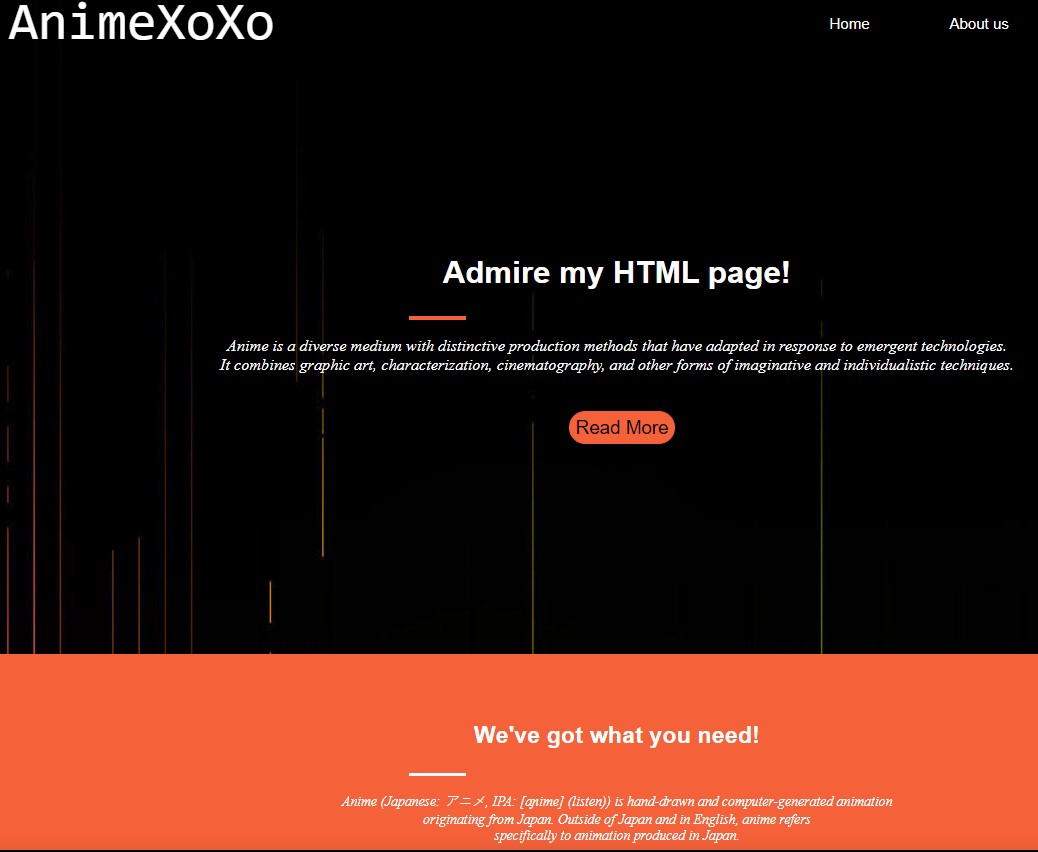 AnimeXoXo
Home
About us
Admire my HTML page!
Anime is a diverse medium with distinctive production methods that have adapted in response to emergent technologies.
It combines graphic art, characterization, cinematography, and other forms of imaginative and individualistic techniques.
Read More
We've got what you need!
Anime (Japanese: アニメ, IPA: [aɲime] (listen)) is hand-drawn and computer-generated animation
originating from Japan. Outside of Japan and in English, anime refers
specifically to animation produced in Japan.